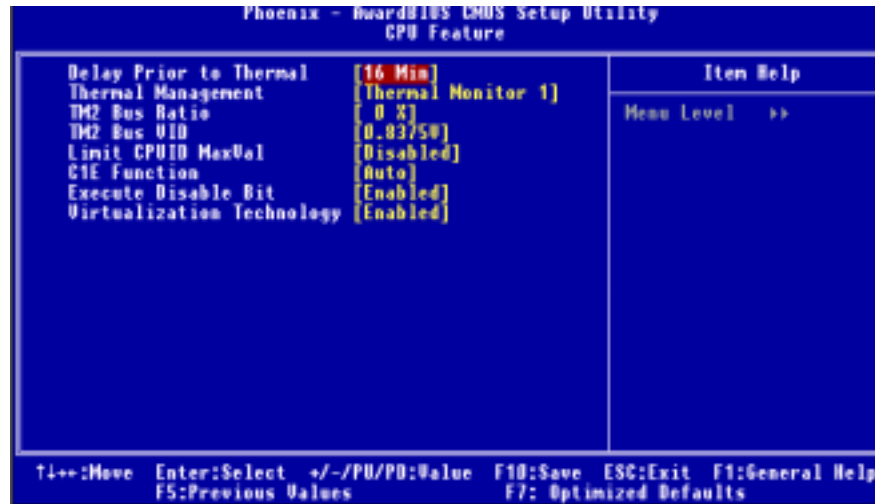 Phoenix - AwardBIOS CMOS Setup Utility
CPU Feature
Delay Prior to Thermal [16 Min]
Thermal Management [Thermal Monitor 1]
TM2 Bus Ratio [ 0 X]
TM2 Bus VID [0.8375V]
Limit CPUID MaxVal [Disabled]
C1E Function [Auto]
Execute Disable Bit [Enabled]
Virtualization Technology [Enabled]
Item Help
Menu Level ▸▸
↑↓→←:Move Enter:Select +/-/PU/PD:Value F10:Save ESC:Exit F1:General Help
F5:Previous Values F7: Optimized Defaults